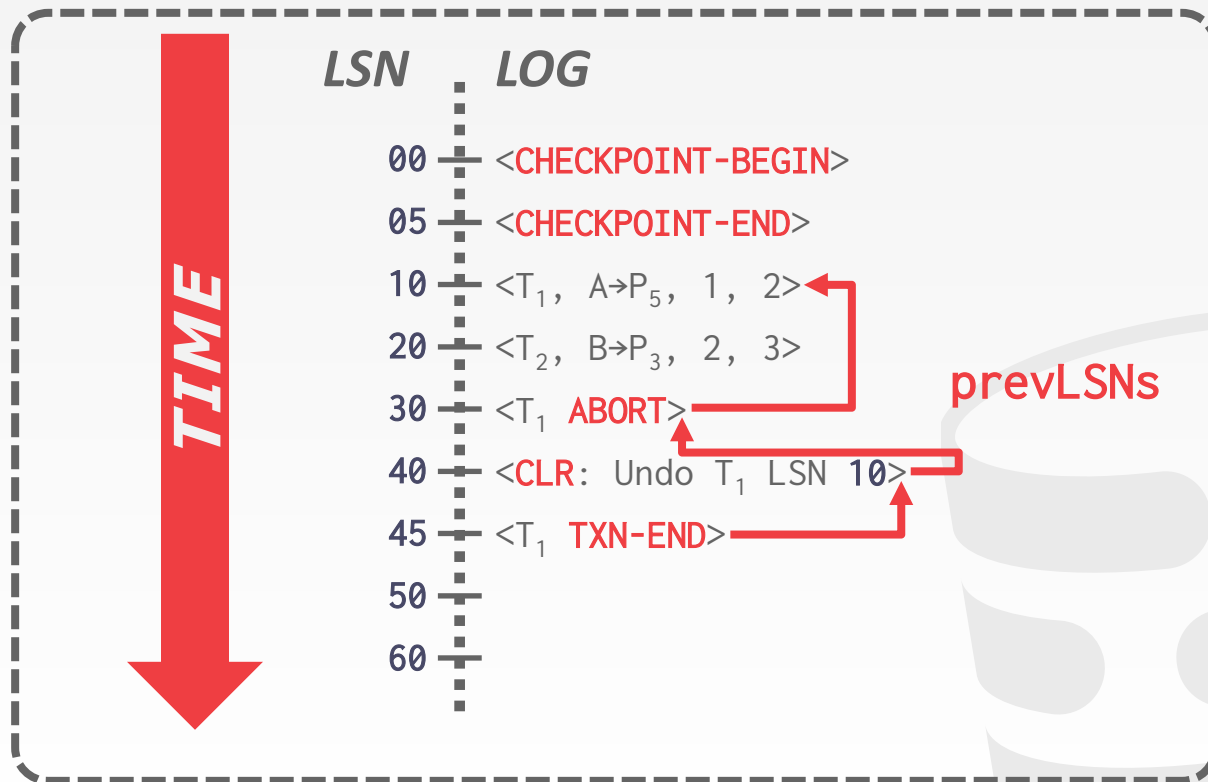 TIME
LSN LOG
00 <CHECKPOINT-BEGIN>
05 <CHECKPOINT-END>
10 <T₁, A→P₅, 1, 2>
20 <T₂, B→P₃, 2, 3>
prevLSNs
30 <T₁ ABORT>
40 <CLR: Undo T₁ LSN 10>
45 <T₁ TXN-END>
50
60